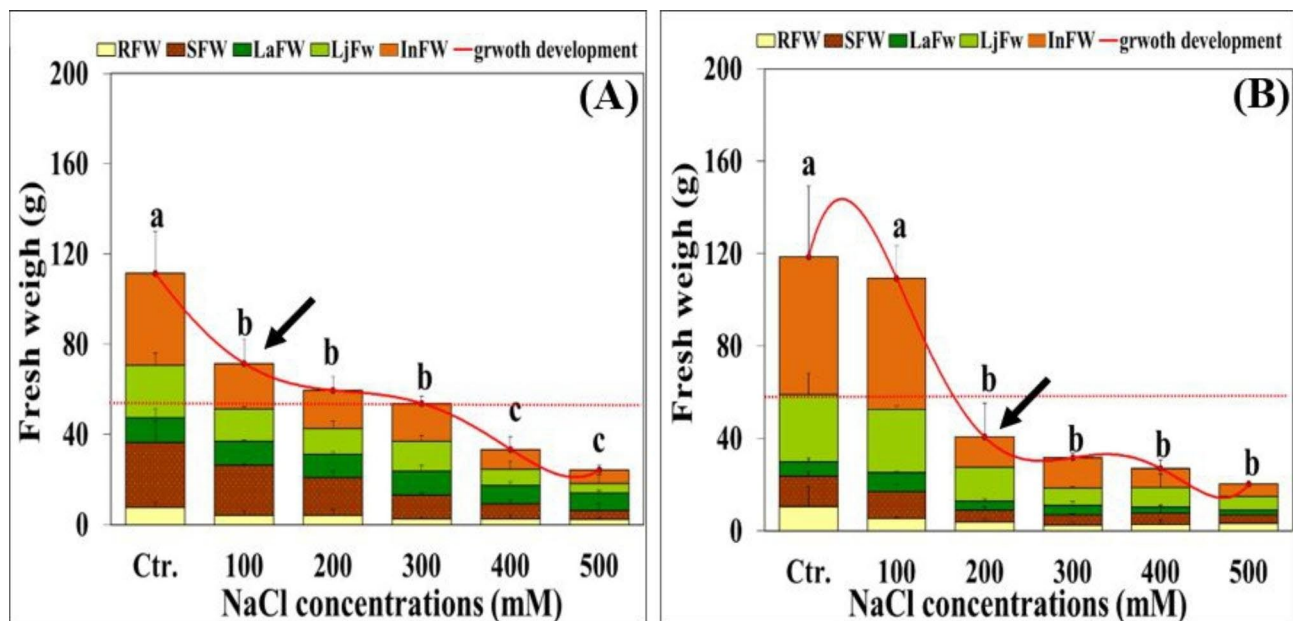 RFW SFW LaFW LjFw InFW grwoth development
(A)
Fresh weigh (g)
200
160
120
80
40
0
a
b
b
b
c
c
Ctr. 100 200 300 400 500
NaCl concentrations (mM)
RFW SFW LaFw LjFW InFW grwoth development
(B)
Fresh weigh (g)
200
160
120
80
40
0
a
a
b
b
b
b
Ctr. 100 200 300 400 500
NaCl concentrations (mM)